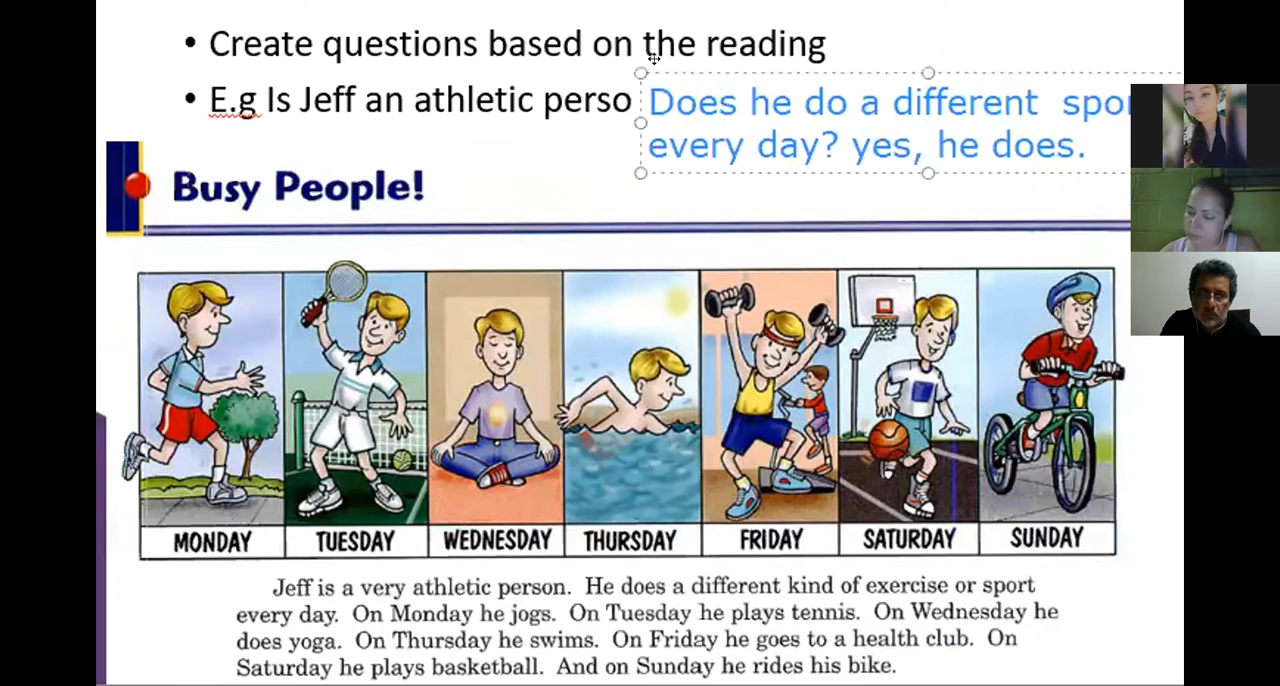 • Create questions based on the reading
• E.g Is Jeff an athletic perso
Does he do a different spor
every day? yes, he does.
Busy People!
MONDAY TUESDAY WEDNESDAY THURSDAY FRIDAY SATURDAY SUNDAY
Jeff is a very athletic person. He does a different kind of exercise or sport
every day. On Monday he jogs. On Tuesday he plays tennis. On Wednesday he
does yoga. On Thursday he swims. On Friday he goes to a health club. On
Saturday he plays basketball. And on Sunday he rides his bike.